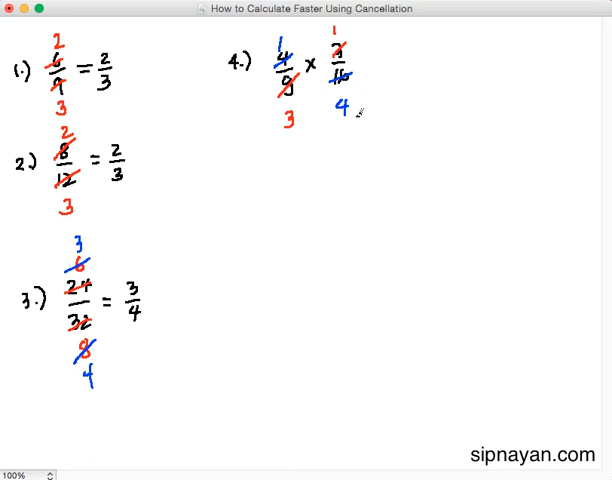 How to Calculate Faster Using Cancellation
2
1.) 6/9 = 2/3
3
2
2.) 8/12 = 2/3
3
3
6
3.) 24/32 = 3/4
8
4
1 1
4.) 4/9 x 3/16
3 4
sipnayan.com
100%